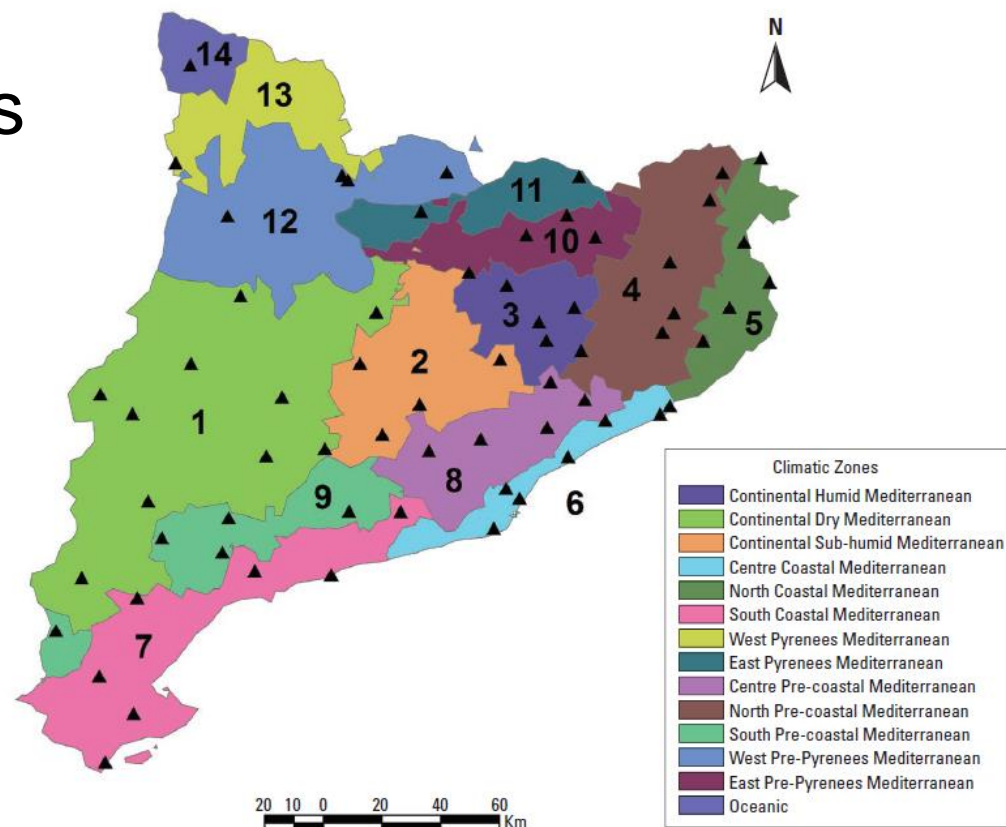 s
N
14
13
11
12
10
4
3
5
2
1
8
9
6
7
Climatic Zones
Continental Humid Mediterranean
Continental Dry Mediterranean
Continental Sub-humid Mediterranean
Centre Coastal Mediterranean
North Coastal Mediterranean
South Coastal Mediterranean
West Pyrenees Mediterranean
East Pyrenees Mediterranean
Centre Pre-coastal Mediterranean
North Pre-coastal Mediterranean
South Pre-coastal Mediterranean
West Pre-Pyrenees Mediterranean
East Pre-Pyrenees Mediterranean
Oceanic
20 10 0 20 40 60
Km